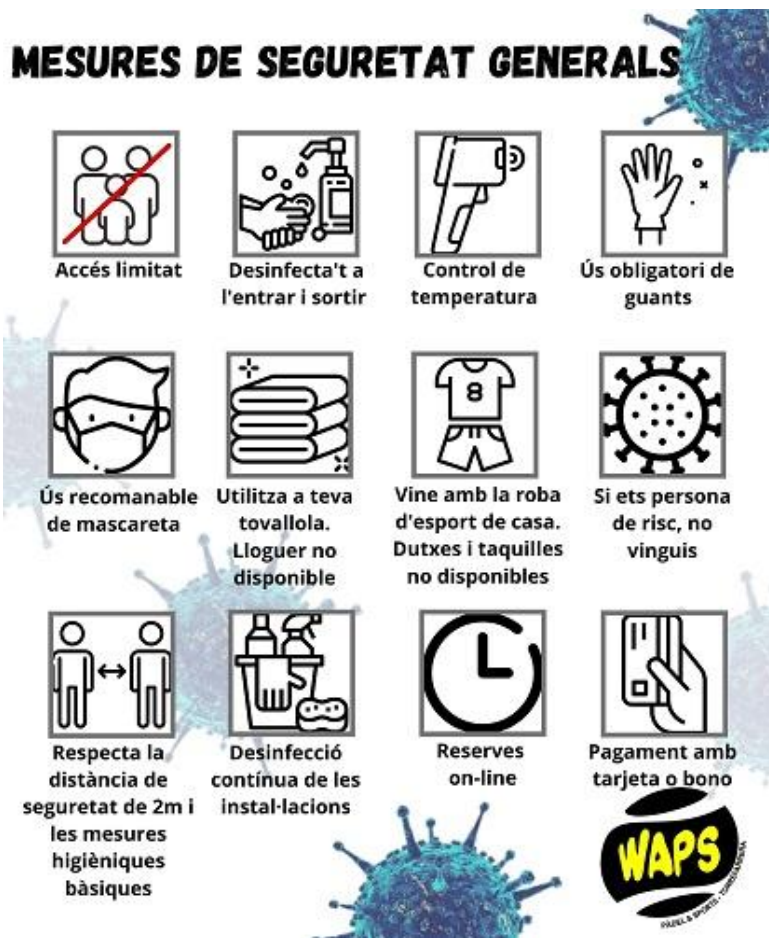 MESURES DE SEGURETAT GENERALS
Accés limitat
Desinfecta't a
l'entrar i sortir
Control de
temperatura
Ús obligatori de
guants
Ús recomanable
de mascareta
Utilitza a teva
tovallola.
Lloguer no
disponible
8
Vine amb la roba
d'esport de casa.
Dutxes i taquilles
no disponibles
Si ets persona
de risc, no
vinguis
Respecta la
distància de
seguretat de 2m i
les mesures
higièniques
bàsiques
Desinfecció
contínua de les
instal·lacions
Reserves
on-line
Pagament amb
tarjeta o bono
WAPS
PÀDEL & SPORTS - TORREDEMBARRA